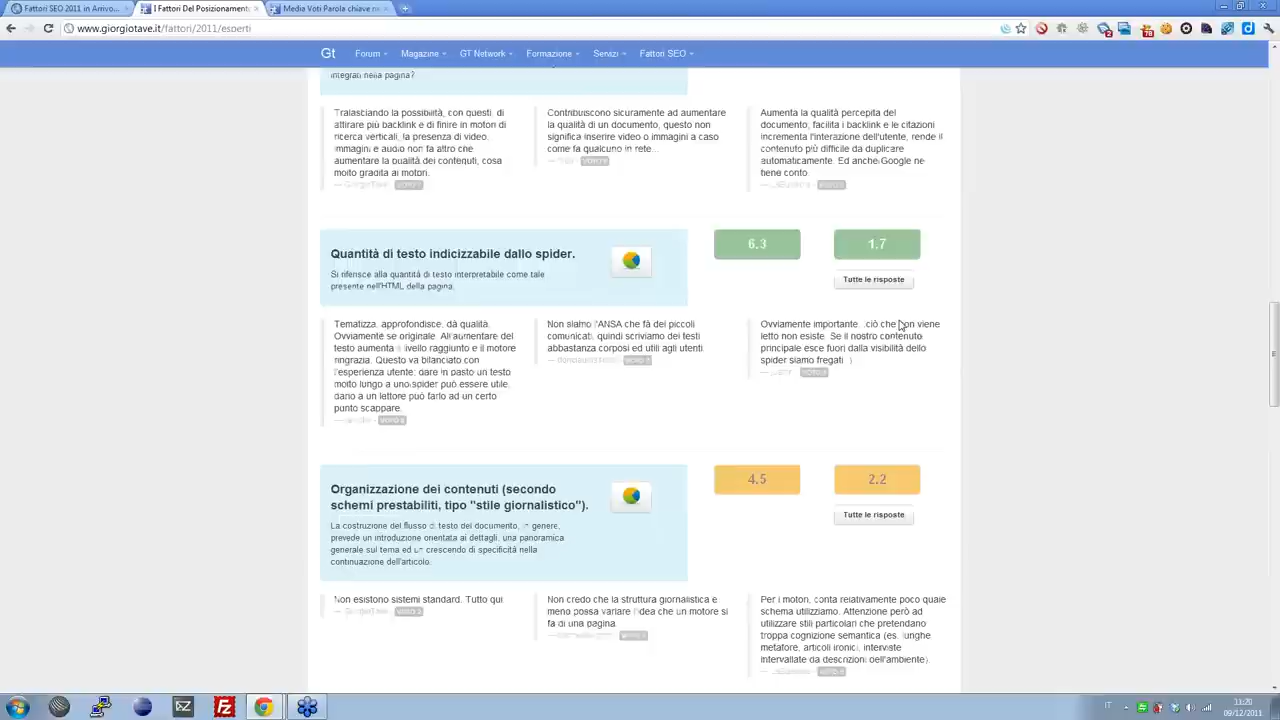 Fattori SEO 2011 in Arrivo...
I Fattori Del Posizionamento
Media Voti Parola chiave ne
www.giorgiotave.it/fattori/2011/esperti
Gt Forum Magazine GT Network Formazione Servizi Fattori SEO
integrati nella pagina?
Tralasciando la possibilità, con questi, di
attirare più backlink e di finire in motori di
ricerca verticali, la presenza di video,
immagini e audio non fa altro che
aumentare la qualità dei contenuti, cosa
molto gradita ai motori.
Contribuiscono sicuramente ad aumentare
la qualità di un documento, questo non
significa inserire video o immagini a caso
come fa qualcuno in rete...
Aumenta la qualità percepita del
documento, facilita i backlink e le citazioni
incrementa l'interazione dell'utente, rende il
contenuto più difficile da duplicare
automaticamente. Ed anche Google ne
tiene conto.
Quantità di testo indicizzabile dallo spider.
Si riferisce alla quantità di testo interpretabile come tale
presente nell'HTML della pagina.
6.3
1.7
Tutte le risposte
Tematizza, approfondisce, dà qualità.
Ovviamente se originale. All'aumentare del
testo aumenta il livello raggiunto e il motore
ringrazia. Questo va bilanciato con
l'esperienza utente: dare in pasto un testo
molto lungo a uno spider può essere utile,
darlo a un lettore può farlo ad un certo
punto scappare.
Non siamo l'ANSA che fà dei piccoli
comunicati, quindi scriviamo dei testi
abbastanza corposi ed utili agli utenti.
Ovviamente importante ..ciò che non viene
letto non esiste. Se il nostro contenuto
principale esce fuori dalla visibilità dello
spider siamo fregati :)
Organizzazione dei contenuti (secondo
schemi prestabiliti, tipo "stile giornalistico").
La costruzione del flusso di testo del documento, in genere,
prevede un introduzione orientata ai dettagli, una panoramica
generale sul tema ed un crescendo di specificità nella
continuazione dell'articolo.
4.5
2.2
Tutte le risposte
Non esistono sistemi standard. Tutto qui.
Non credo che la struttura giornalistica e
meno possa variare l'idea che un motore si
fa di una pagina.
Per i motori, conta relativamente poco quale
schema utilizziamo. Attenzione però ad
utilizzare stili particolari che pretendano
troppa cognizione semantica (es. lunghe
metafore, articoli ironici, interviste
intervallate da descrizioni dell'ambiente).
IT
11:20
09/12/2011